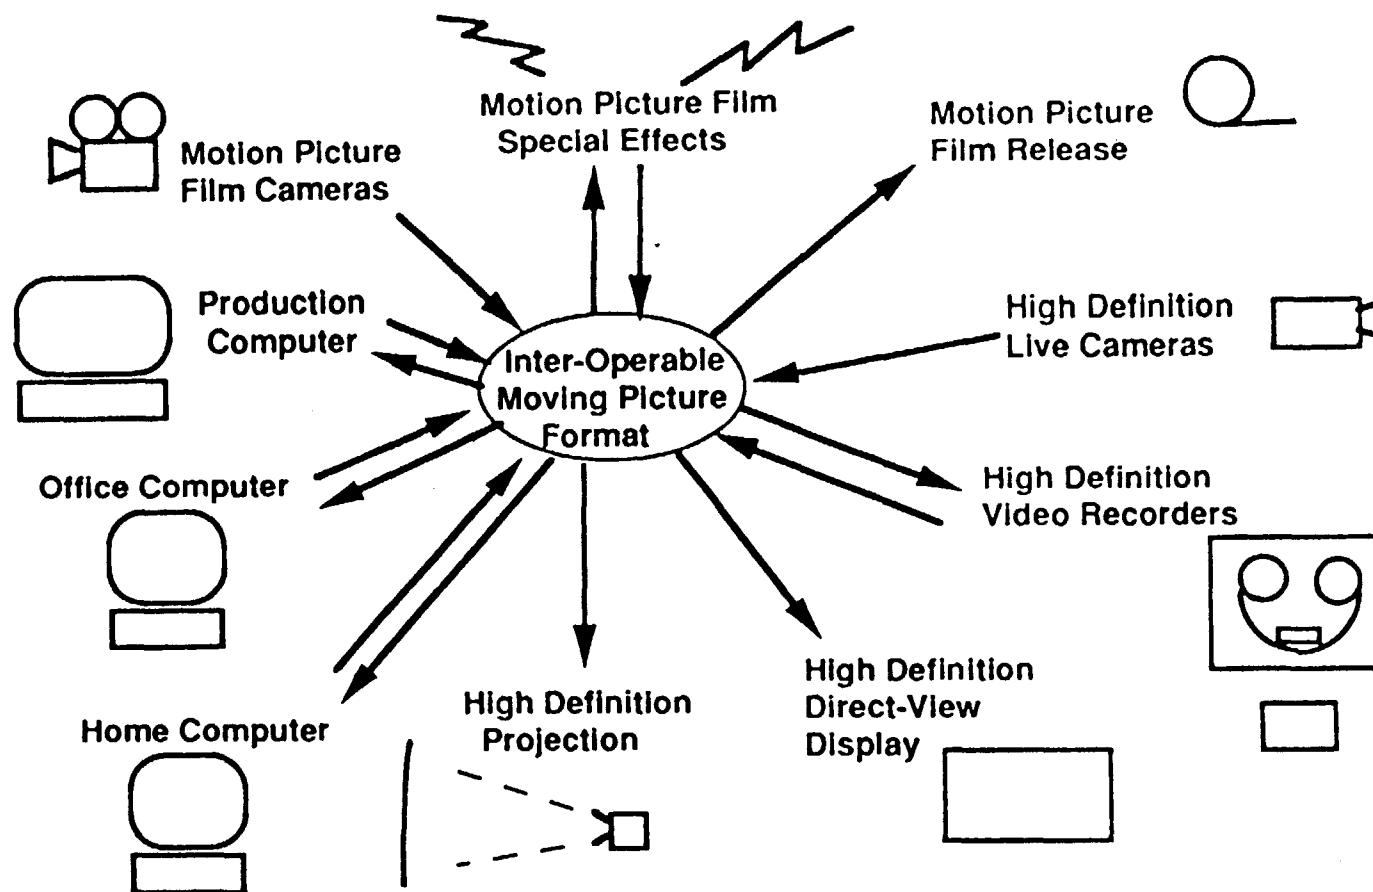 Motion Picture Film
Special Effects
Motion Picture
Film Release
Motion Picture
Film Cameras
Production
Computer
High Definition
Live Cameras
Inter-Operable
Moving Picture
Format
Office Computer
High Definition
Video Recorders
Home Computer
High Definition
Projection
High Definition
Direct-View
Display